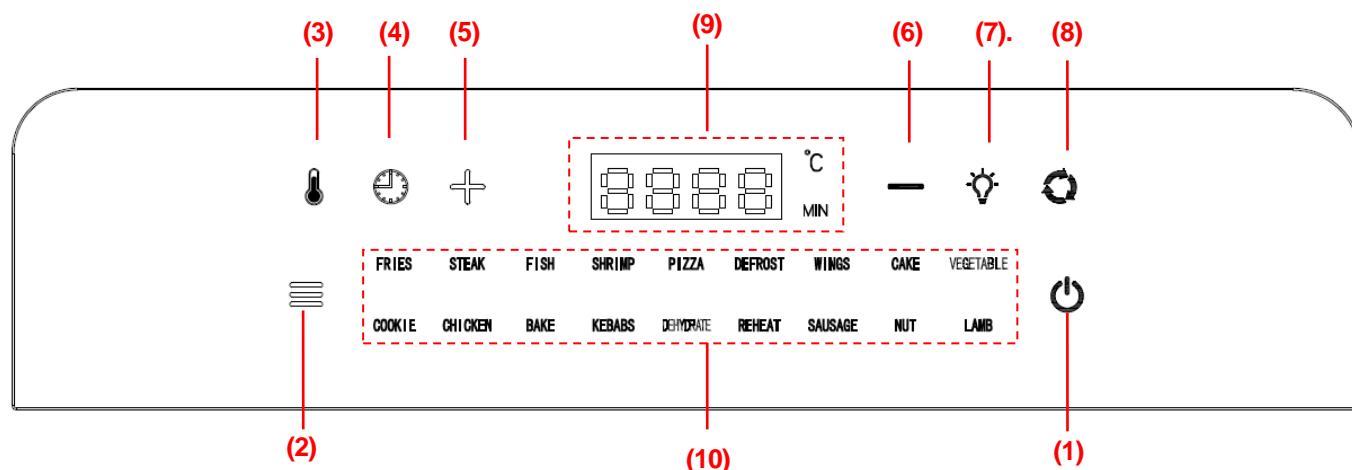 (3) (4) (5) (9) (6) (7). (8)
8888 °C
MIN
FRIES STEAK FISH SHRIMP PIZZA DEFROST WINGS CAKE VEGETABLE
COOKIE CHICKEN BAKE KEBABS DEHYDRATE REHEAT SAUSAGE NUT LAMB
(2) (10) (1)